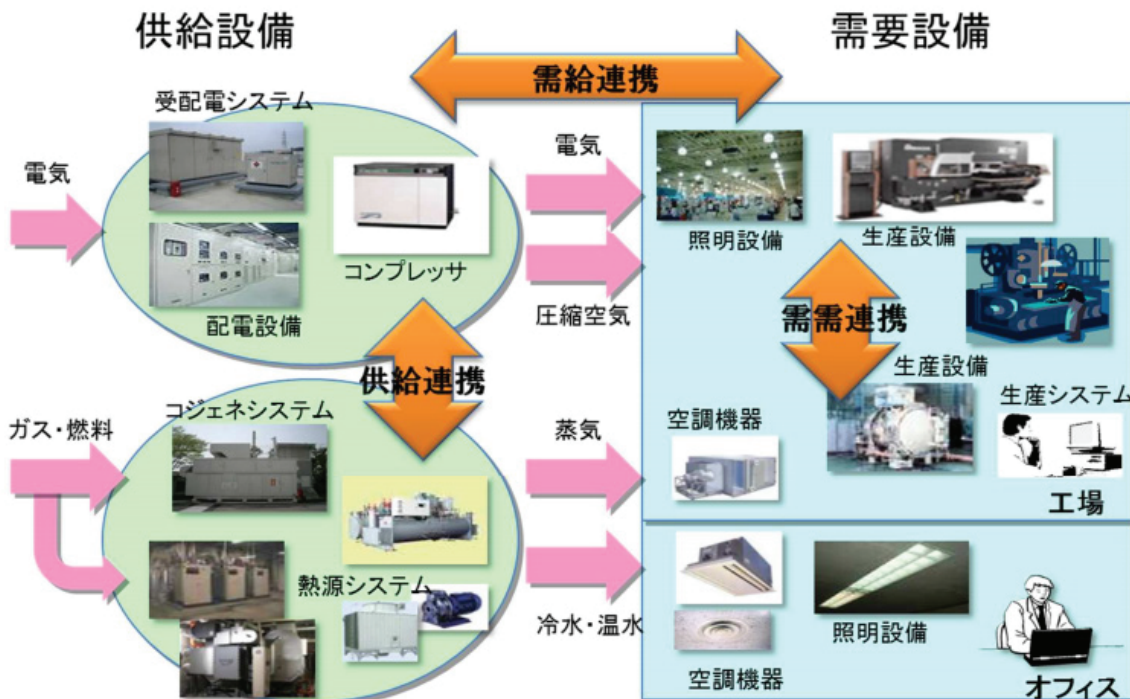 供給設備
需要設備
需給連携
受配電システム
電気
コンプレッサ
配電設備
電気
圧縮空気
照明設備
生産設備
需需連携
生産設備
供給連携
コジェネシステム
ガス・燃料
熱源システム
蒸気
冷水・温水
空調機器
生産システム
工場
空調機器
照明設備
オフィス